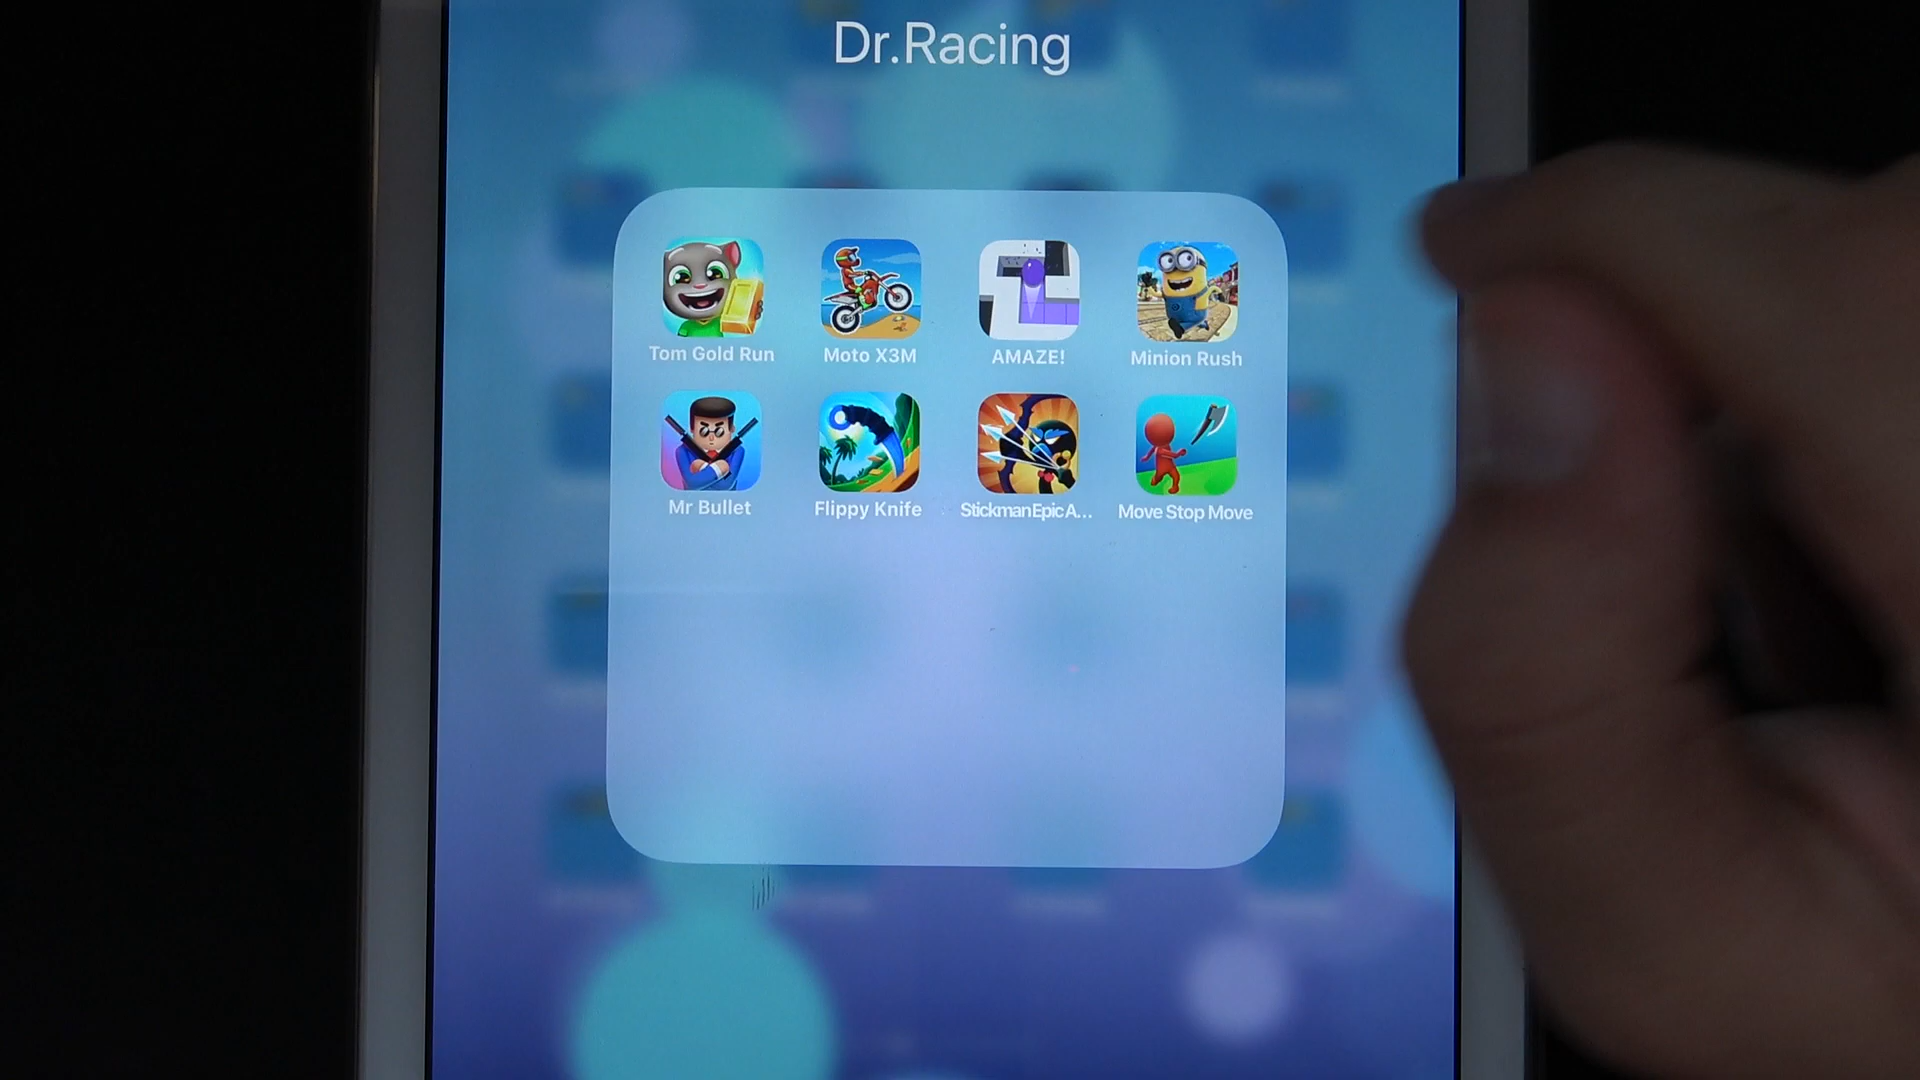 Dr.Racing
Tom Gold Run
Moto X3M
AMAZE!
Minion Rush
Mr Bullet
Flippy Knife
StickmanEpicA...
Move Stop Move